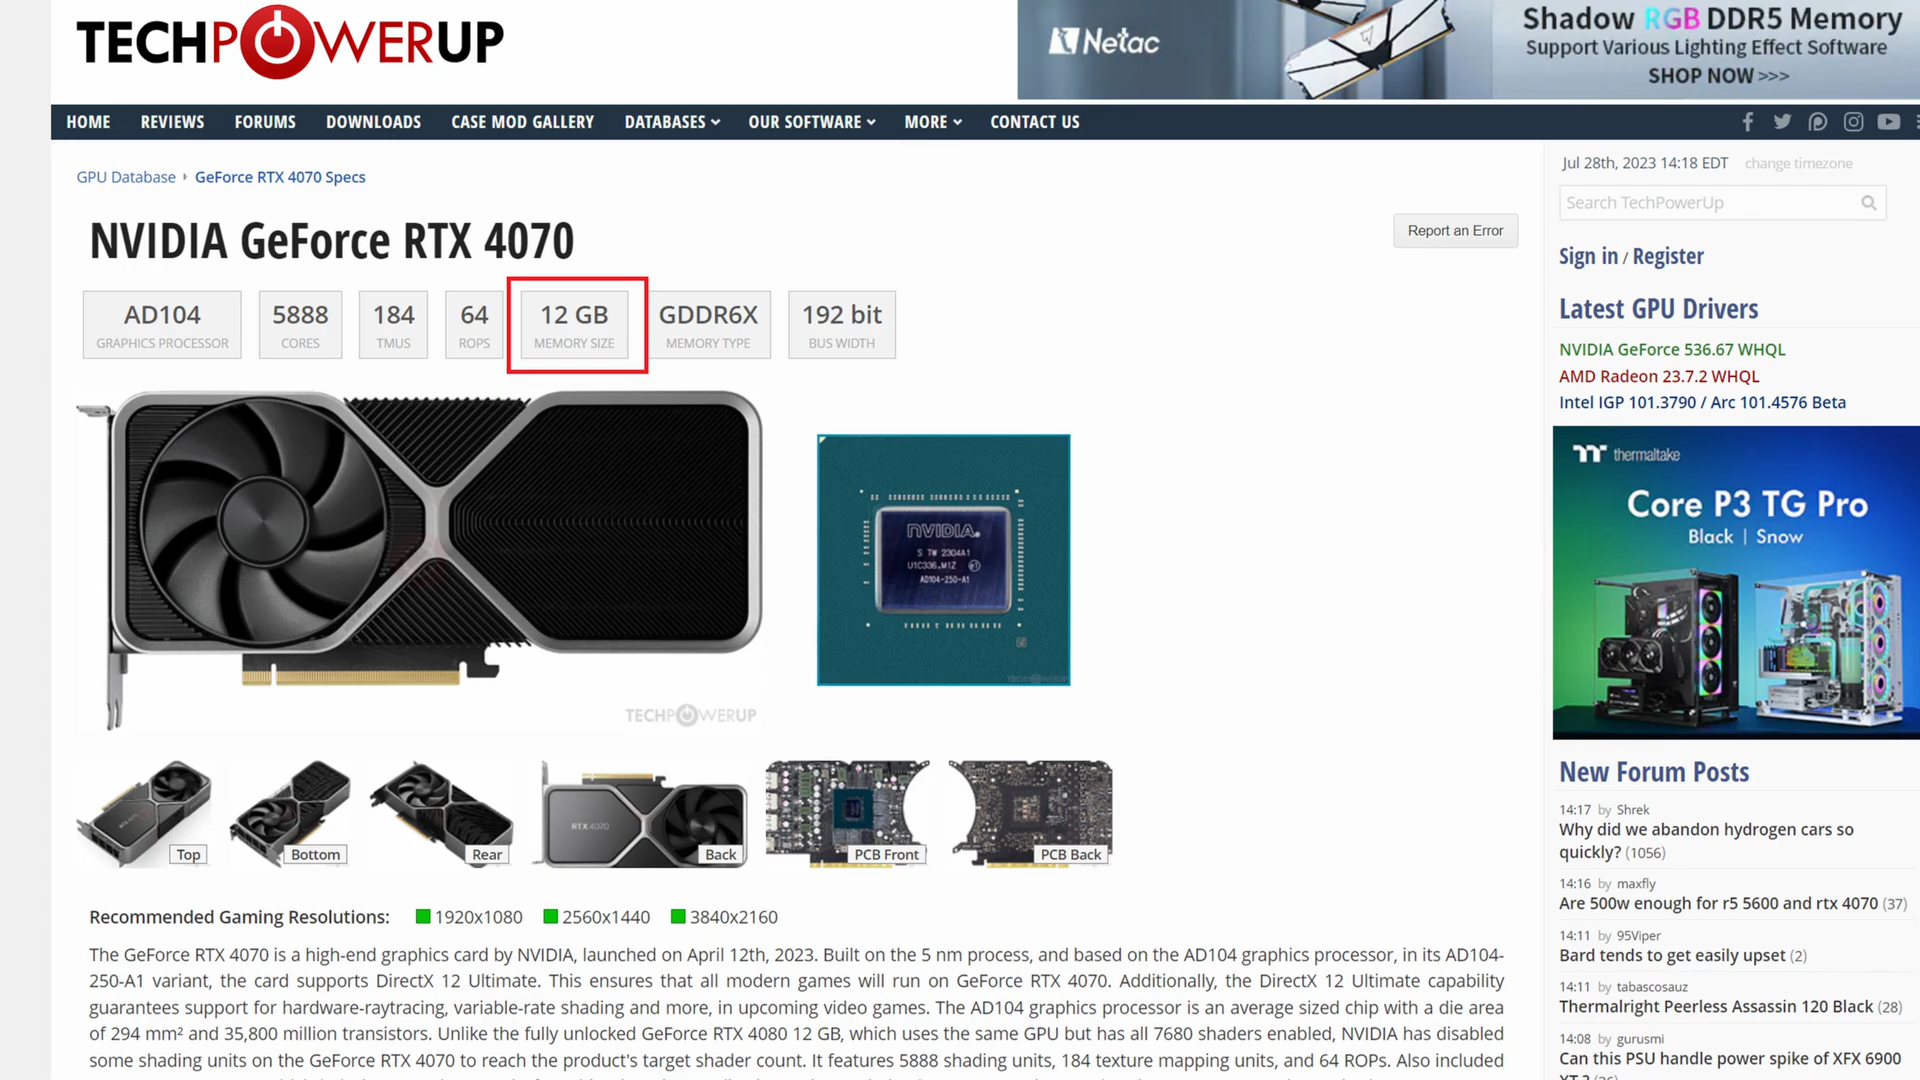 TECHPOWERUP
Netac
Shadow RGB DDR5 Memory
Support Various Lighting Effect Software
SHOP NOW >>>
HOME REVIEWS FORUMS DOWNLOADS CASE MOD GALLERY DATABASES OUR SOFTWARE MORE CONTACT US
GPU Database › GeForce RTX 4070 Specs
NVIDIA GeForce RTX 4070
Report an Error
AD104
GRAPHICS PROCESSOR
5888
CORES
184
TMUS
64
ROPS
12 GB
MEMORY SIZE
GDDR6X
MEMORY TYPE
192 bit
BUS WIDTH
TECHPOWERUP
NVIDIA.
S TW 2304A1
U1C336.M1Z e1
AD104-250-A1
TECHPOWERUP
Top
Bottom
Rear
RTX 4070
Back
PCB Front
PCB Back
Recommended Gaming Resolutions: 1920x1080 2560x1440 3840x2160
The GeForce RTX 4070 is a high-end graphics card by NVIDIA, launched on April 12th, 2023. Built on the 5 nm process, and based on the AD104 graphics processor, in its AD104-
250-A1 variant, the card supports DirectX 12 Ultimate. This ensures that all modern games will run on GeForce RTX 4070. Additionally, the DirectX 12 Ultimate capability
guarantees support for hardware-raytracing, variable-rate shading and more, in upcoming video games. The AD104 graphics processor is an average sized chip with a die area
of 294 mm² and 35,800 million transistors. Unlike the fully unlocked GeForce RTX 4080 12 GB, which uses the same GPU but has all 7680 shaders enabled, NVIDIA has disabled
some shading units on the GeForce RTX 4070 to reach the product's target shader count. It features 5888 shading units, 184 texture mapping units, and 64 ROPs. Also included
Jul 28th, 2023 14:18 EDT change timezone
Search TechPowerUp
Sign in / Register
Latest GPU Drivers
NVIDIA GeForce 536.67 WHQL
AMD Radeon 23.7.2 WHQL
Intel IGP 101.3790 / Arc 101.4576 Beta
thermaltake
Core P3 TG Pro
Black | Snow
New Forum Posts
14:17 by Shrek
Why did we abandon hydrogen cars so
quickly? (1056)
14:16 by maxfly
Are 500w enough for r5 5600 and rtx 4070 (37)
14:11 by 95Viper
Bard tends to get easily upset (2)
14:11 by tabascosauz
Thermalright Peerless Assassin 120 Black (28)
14:08 by gurusmi
Can this PSU handle power spike of XFX 6900